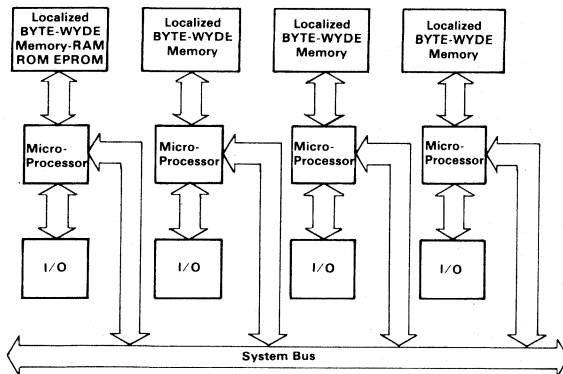 Localized
BYTE-WYDE
Memory-RAM
ROM EPROM
Localized
BYTE-WYDE
Memory
Localized
BYTE-WYDE
Memory
Localized
BYTE-WYDE
Memory
Micro-
Processor
Micro-
Processor
Micro-
Processor
Micro-
Processor
I/O
I/O
I/O
I/O
System Bus